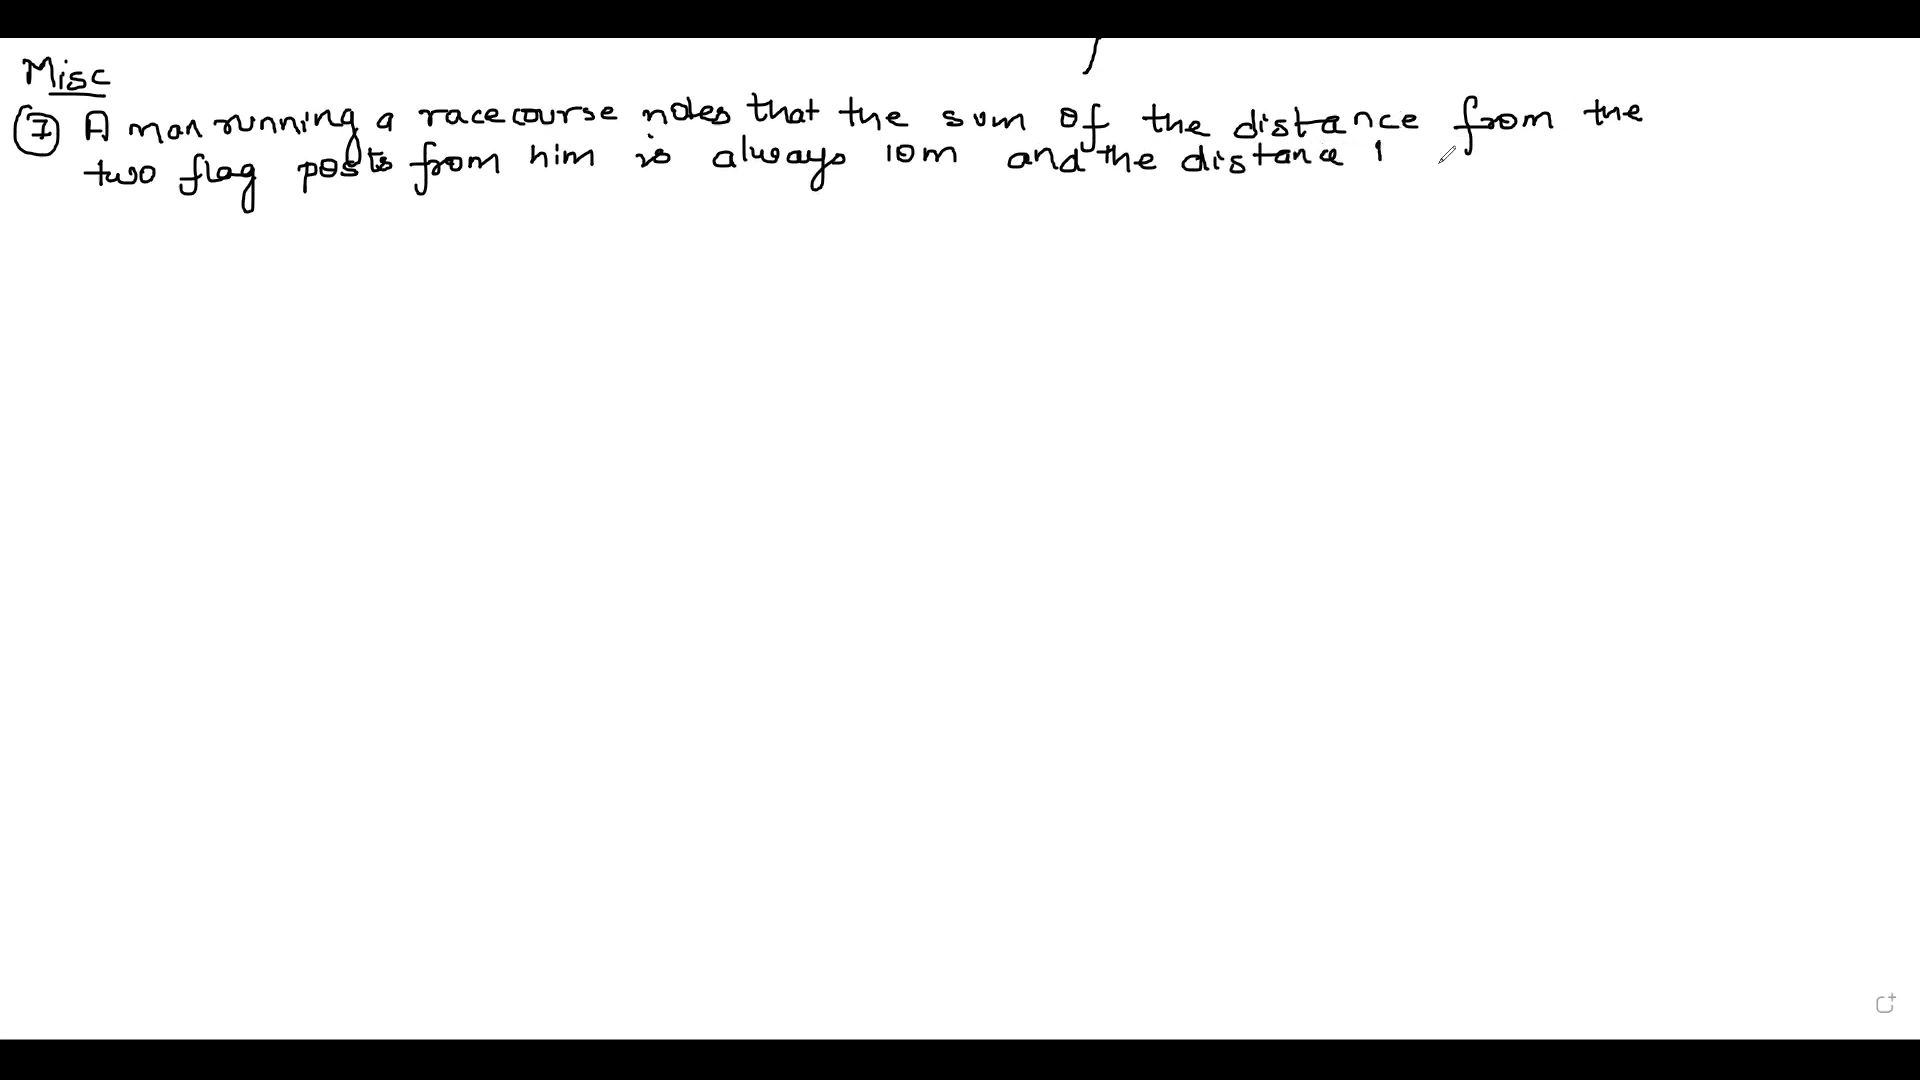 Misc
(7) A man running a racecourse notes that the sum of the distance from the
two flag posts from him is always 10m and the distance